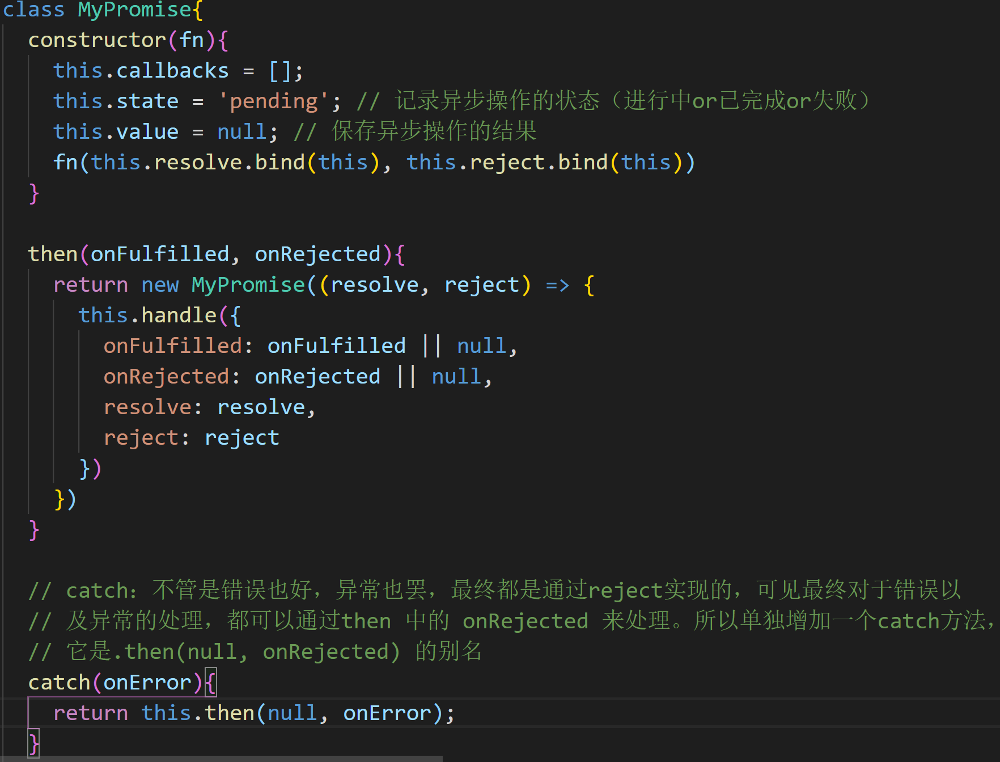 class MyPromise{
constructor(fn){
this.callbacks = [];
this.state = 'pending'; // 记录异步操作的状态（进行中or已完成or失败）
this.value = null; // 保存异步操作的结果
fn(this.resolve.bind(this), this.reject.bind(this))
}
then(onFulfilled, onRejected){
return new MyPromise((resolve, reject) => {
this.handle({
onFulfilled: onFulfilled || null,
onRejected: onRejected || null,
resolve: resolve,
reject: reject
})
})
}
// catch：不管是错误也好，异常也罢，最终都是通过reject实现的，可见最终对于错误以
// 及异常的处理，都可以通过then 中的 onRejected 来处理。所以单独增加一个catch方法，
// 它是.then(null, onRejected) 的别名
catch(onError){
return this.then(null, onError);
}